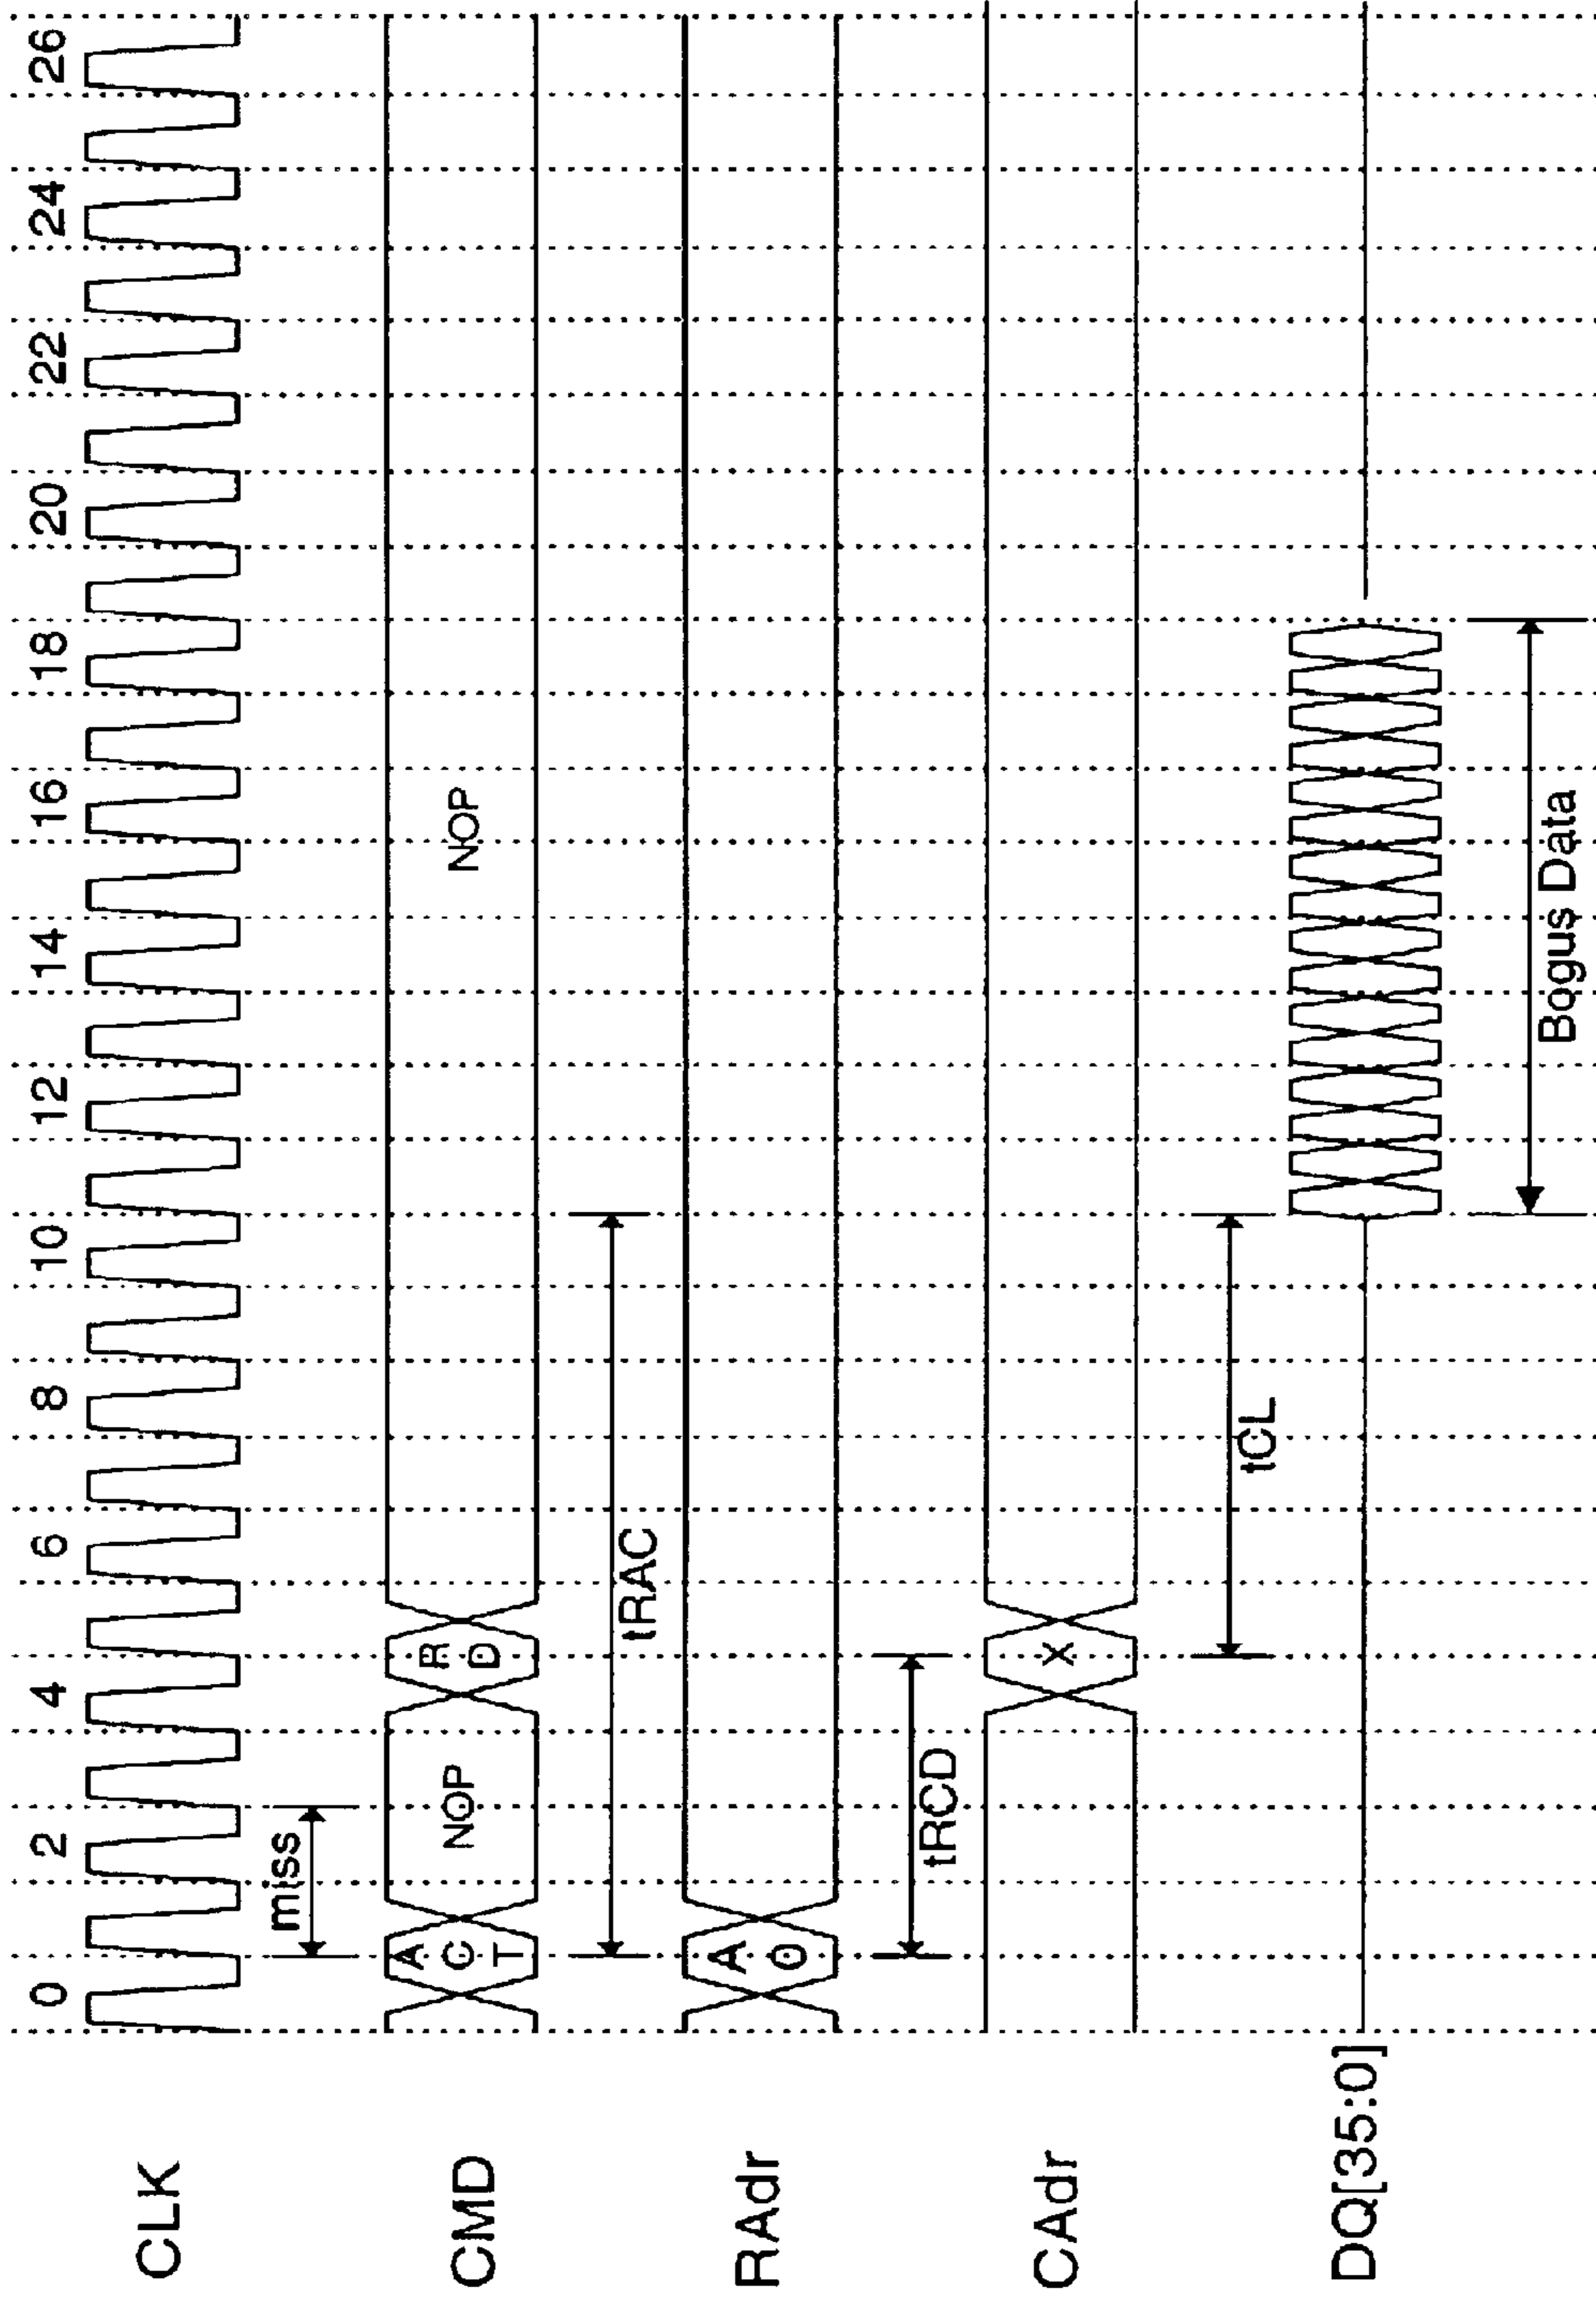 0 2 4 6 8 10 12 14 16 18 20 22 24 26
CLK
miss
CMD
ACT
NOP
RD
NOP
tRAC
RAdr
A0
tRCD
CAdr
X
tCL
DQ[35:0]
Bogus Data